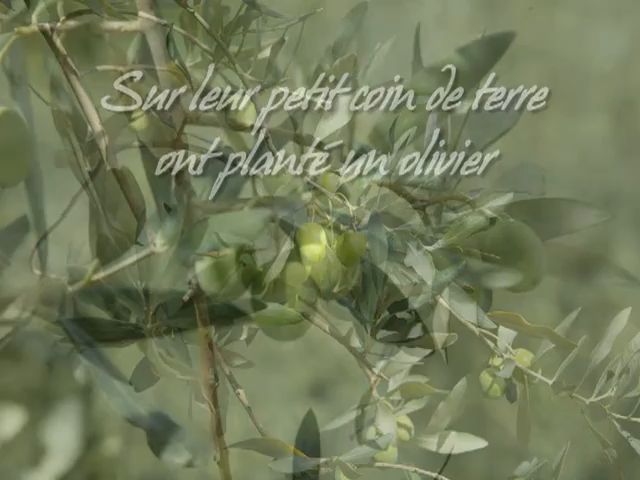 Sur leur petit coin de terre
ont planté un olivier